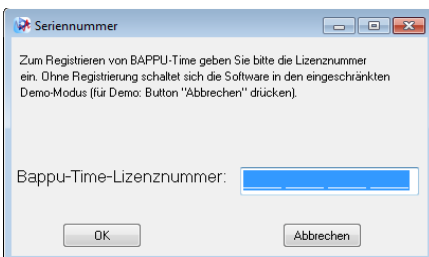 Seriennummer
Zum Registrieren von BAPPU-Time geben Sie bitte die Lizenznummer
ein. Ohne Registrierung schaltet sich die Software in den eingeschränkten
Demo-Modus (für Demo: Button "Abbrechen" drücken).
Bappu-Time-Lizenznummer:
OK Abbrechen